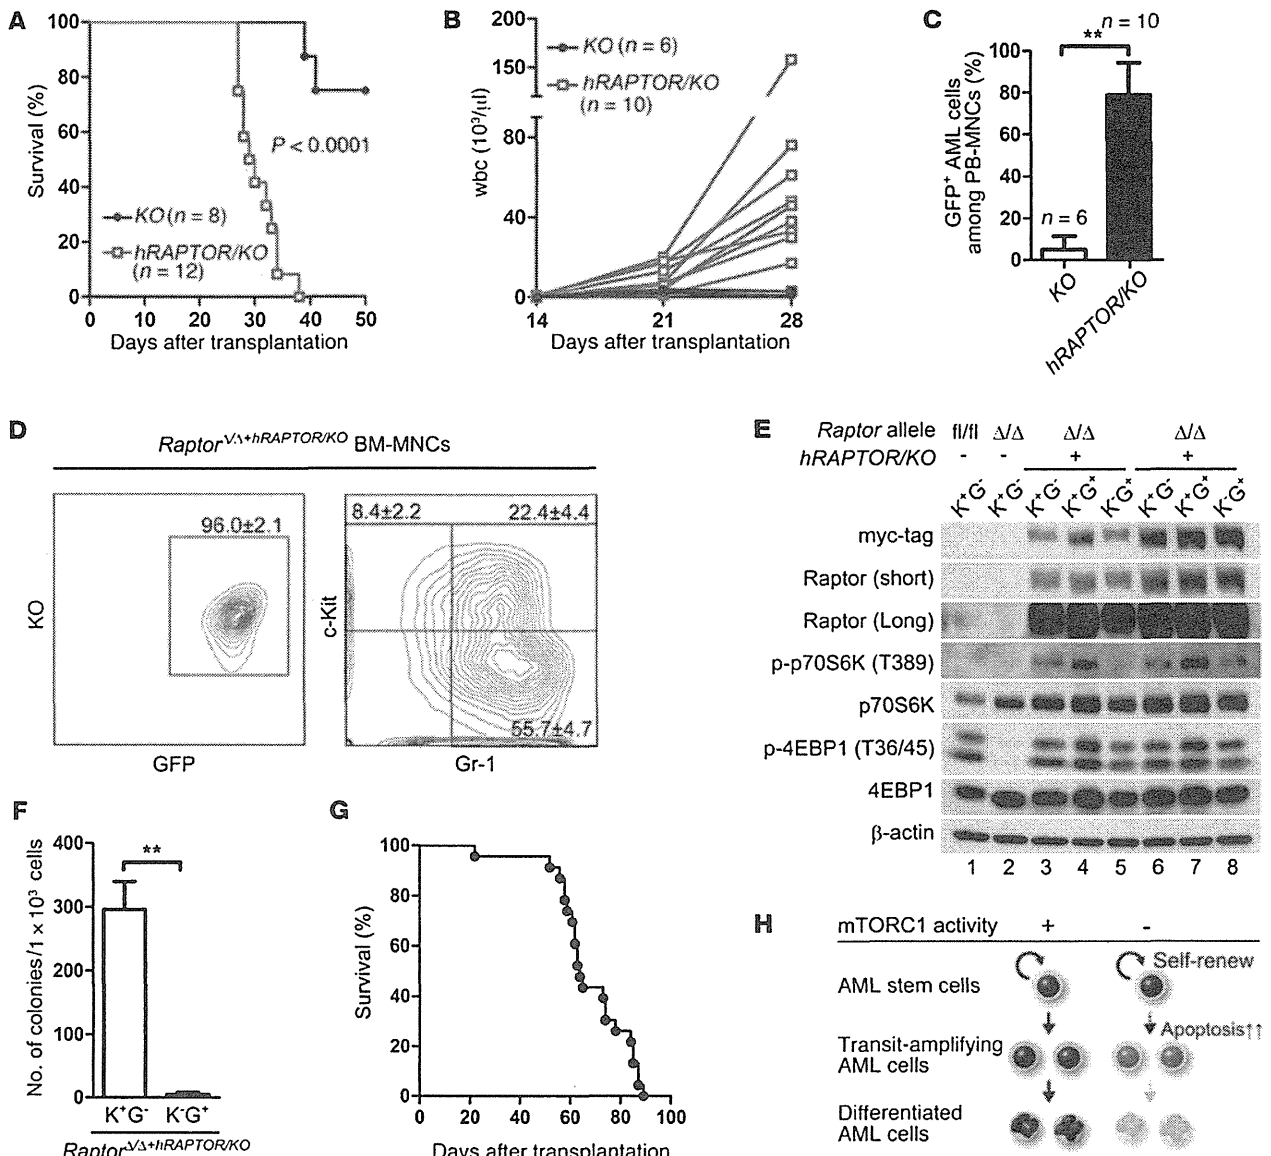 A
100
80
60
40
20
0
Survival (%)
P < 0.0001
KO (n = 8)
hRAPTOR/KO
(n = 12)
0 10 20 30 40 50
Days after transplantation
B
200
150
80
40
0
wbc (10³/µl)
KO (n = 6)
hRAPTOR/KO
(n = 10)
14 21 28
Days after transplantation
C
n = 10
**
100
80
60
40
20
0
GFP⁺ AML cells
among PB-MNCs (%)
n = 6
KO
hRAPTOR/KO
D
RaptorΔ/Δ+hRAPTOR/KO BM-MNCs
96.0±2.1
KO
GFP
8.4±2.2 22.4±4.4
55.7±4.7
c-Kit
Gr-1
E
Raptor allele fl/fl Δ/Δ Δ/Δ Δ/Δ
hRAPTOR/KO - - + +
K⁺G⁻ K⁺G⁻ K⁺G⁻ K⁺G⁺ K⁻G⁺ K⁺G⁻ K⁺G⁺ K⁻G⁺
myc-tag
Raptor (short)
Raptor (Long)
p-p70S6K (T389)
p70S6K
p-4EBP1 (T36/45)
4EBP1
β-actin
1 2 3 4 5 6 7 8
F
400
300
200
100
0
No. of colonies/1 × 10³ cells
**
K⁺G⁻ K⁻G⁺
RaptorΔ/Δ+hRAPTOR/KO
G
100
80
60
40
20
0
Survival (%)
0 20 40 60 80 100
Days after transplantation
H
mTORC1 activity + -
AML stem cells
Self-renew
Apoptosis↑↑
Transit-amplifying
AML cells
Differentiated
AML cells